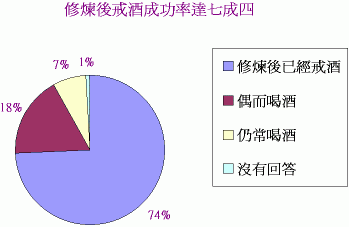 修煉後戒酒成功率達七成四
1%
7%
18%
74%
修煉後已經戒酒
偶而喝酒
仍常喝酒
沒有回答